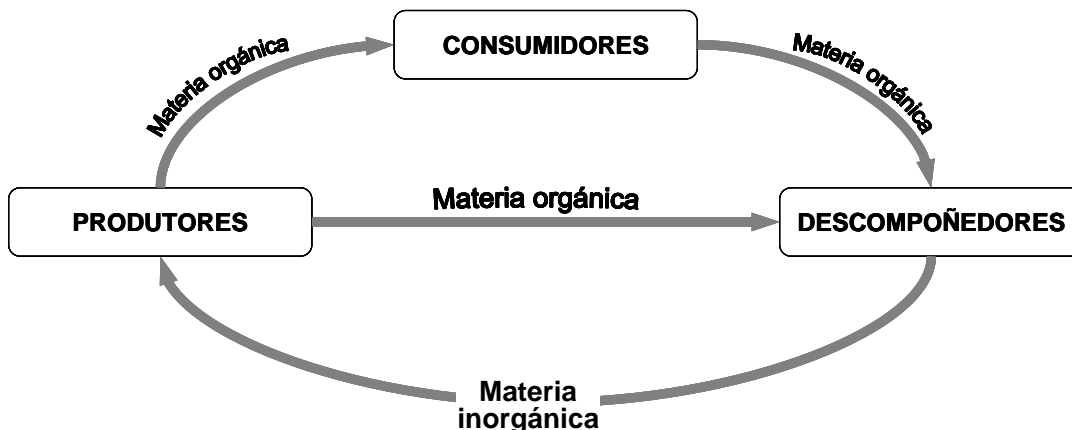 CONSUMIDORES
Materia orgánica
Materia orgánica
Materia orgánica
PRODUTORES
DESCOMPOÑEDORES
Materia
inorgánica